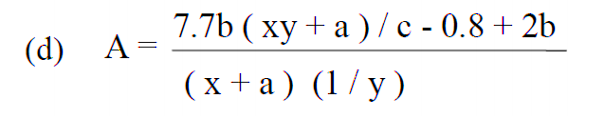 (d) A = 7.7b ( xy + a ) / c - 0.8 + 2b
( x + a ) (1 / y )